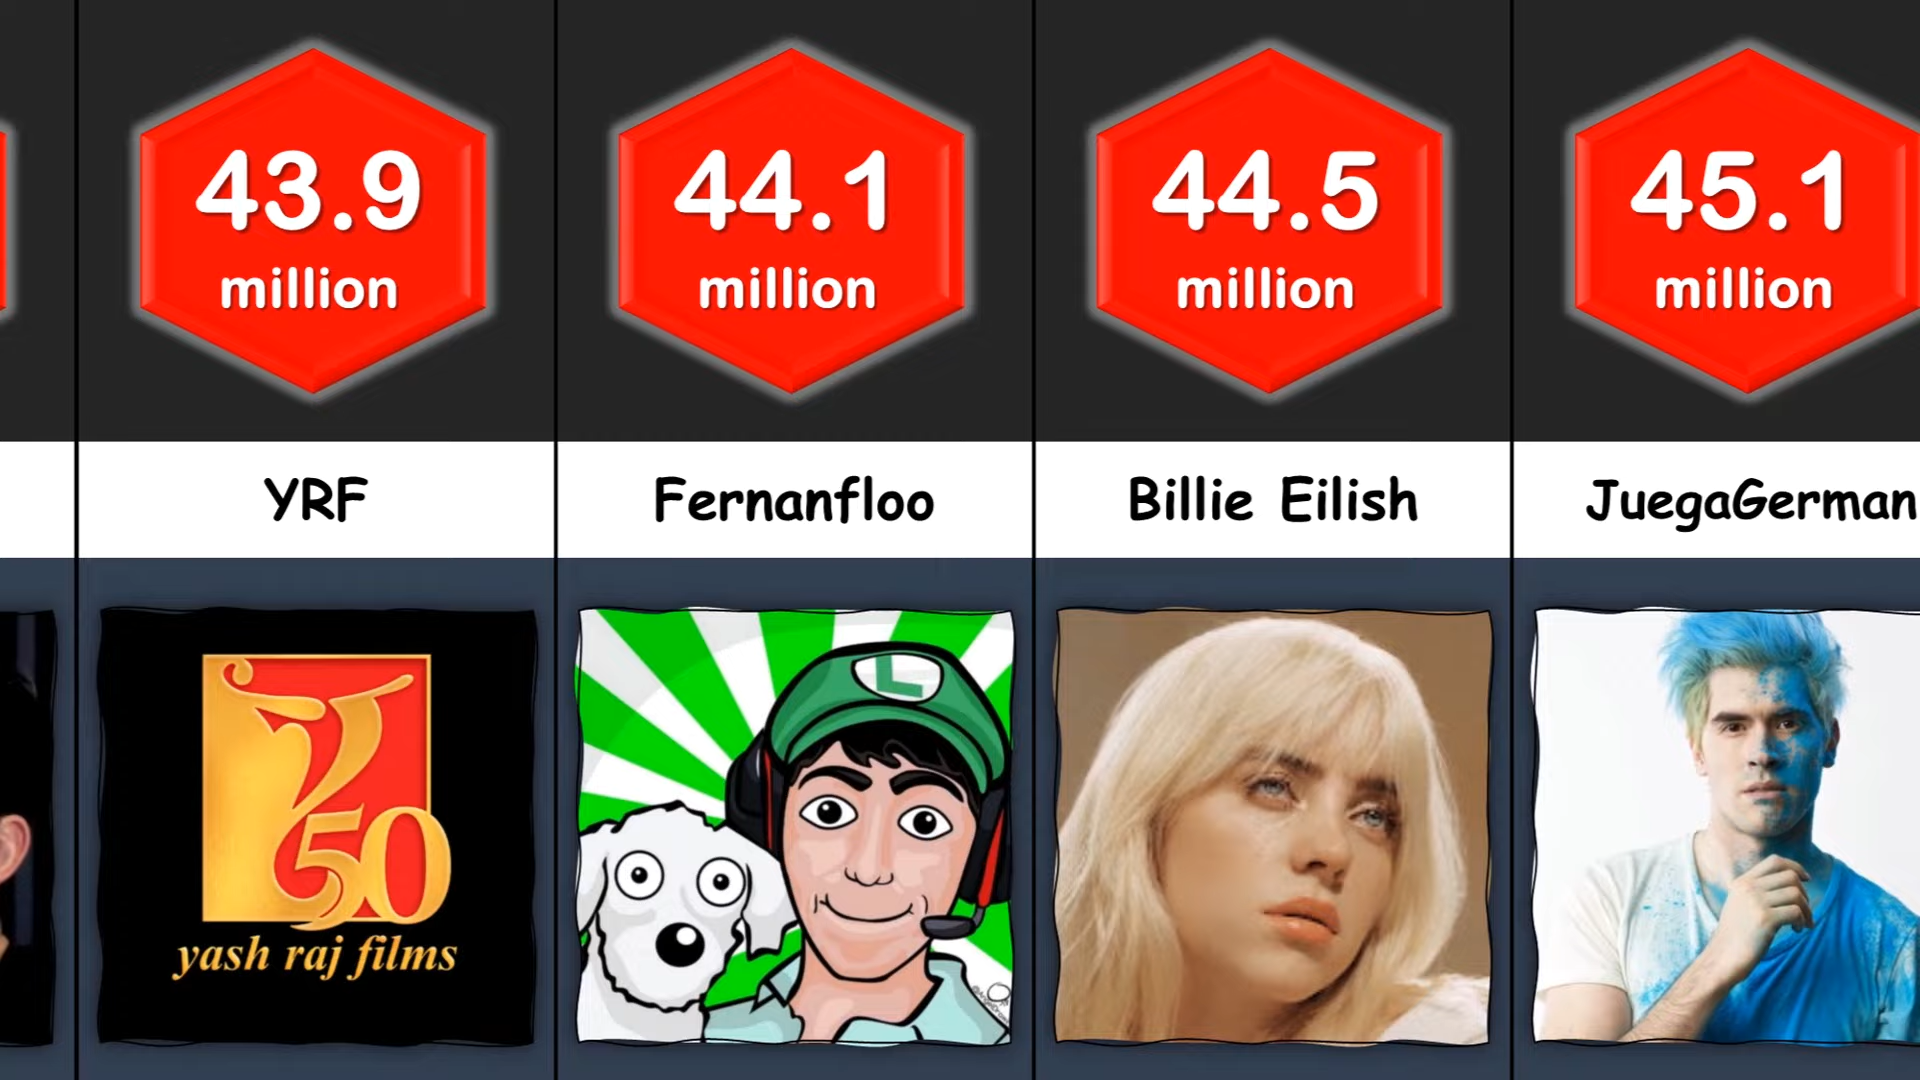 43.9
million
44.1
million
44.5
million
45.1
million
YRF
Fernanfloo
Billie Eilish
JuegaGerman
Y
50
yash raj films
L